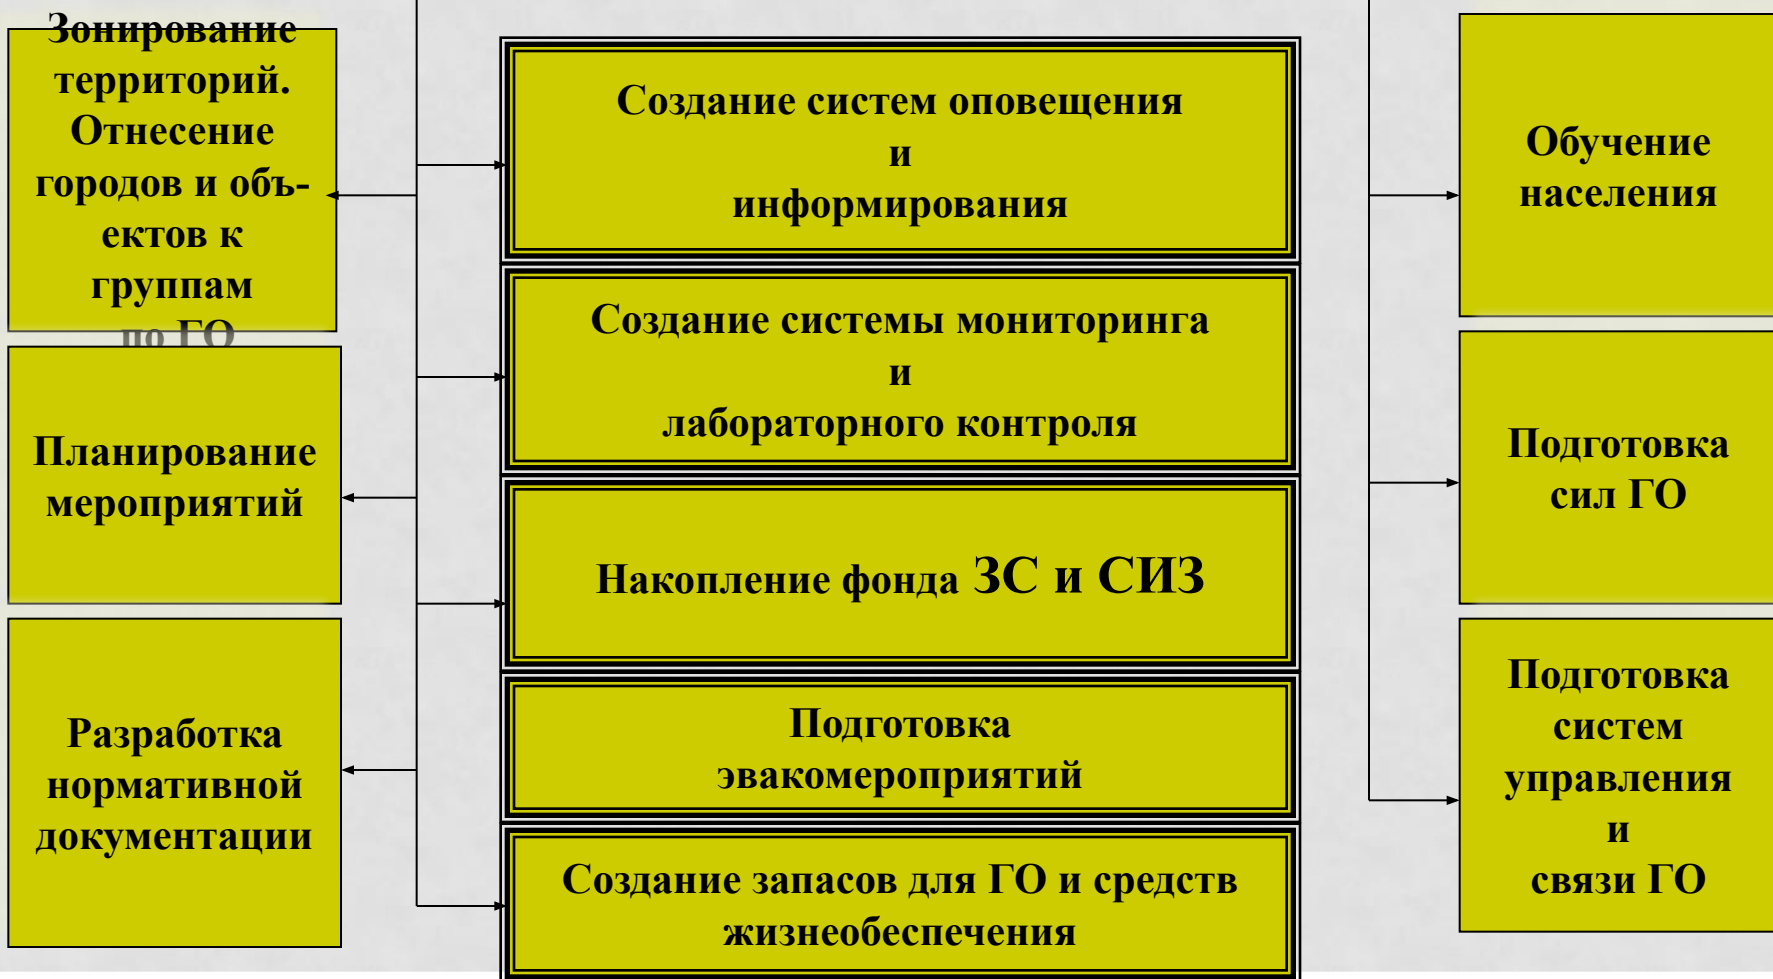 Зонирование
территорий.
Отнесение
городов и объ-
ектов к
группам
по ГО
Планирование
мероприятий
Разработка
нормативной
документации
Создание систем оповещения
и
информирования
Создание системы мониторинга
и
лабораторного контроля
Накопление фонда ЗС и СИЗ
Подготовка
эвакомероприятий
Создание запасов для ГО и средств
жизнеобеспечения
Обучение
населения
Подготовка
сил ГО
Подготовка
систем
управления
и
связи ГО